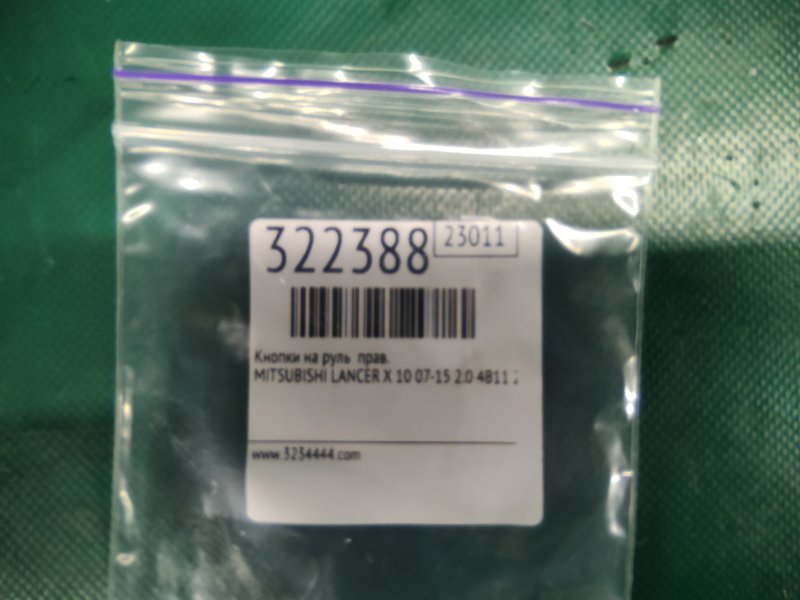 322388
23011
Кнопки на руль прав.
MITSUBISHI LANCER X 10 07-15 2.0 4B11
www.3234444.com